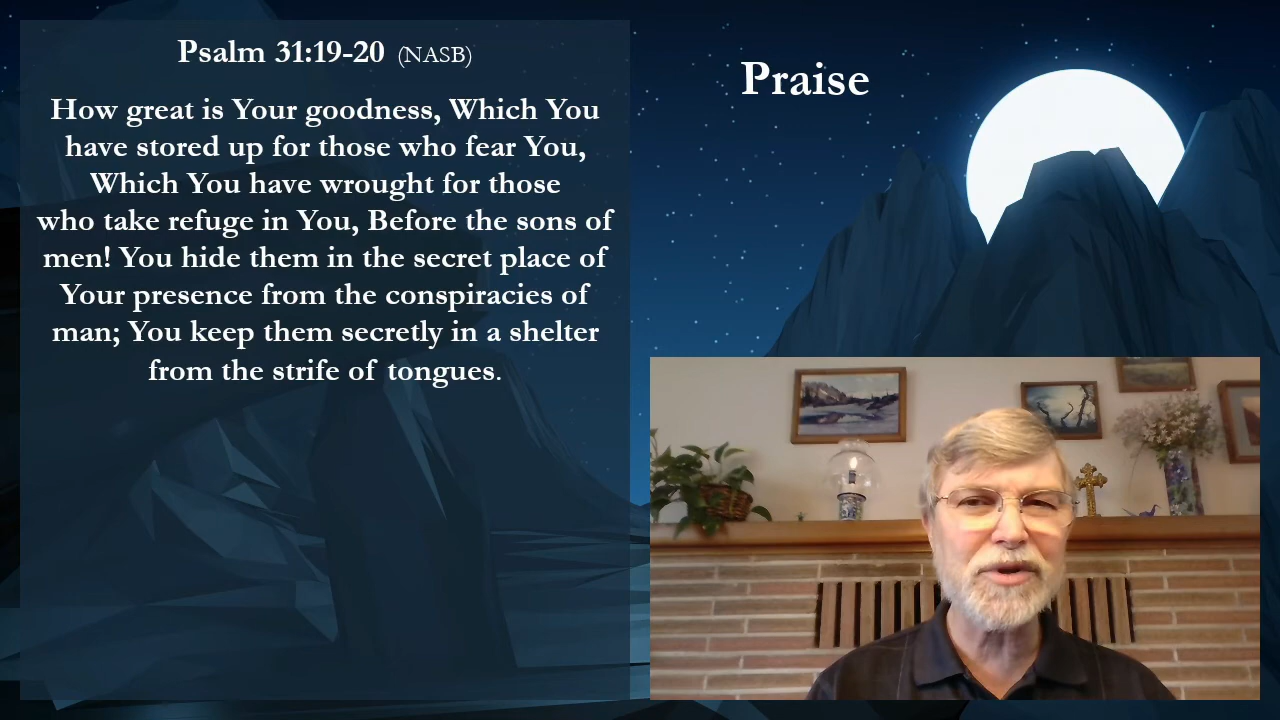 Psalm 31:19-20 (NASB)
How great is Your goodness, Which You
have stored up for those who fear You,
Which You have wrought for those
who take refuge in You, Before the sons of
men! You hide them in the secret place of
Your presence from the conspiracies of
man; You keep them secretly in a shelter
from the strife of tongues.
Praise